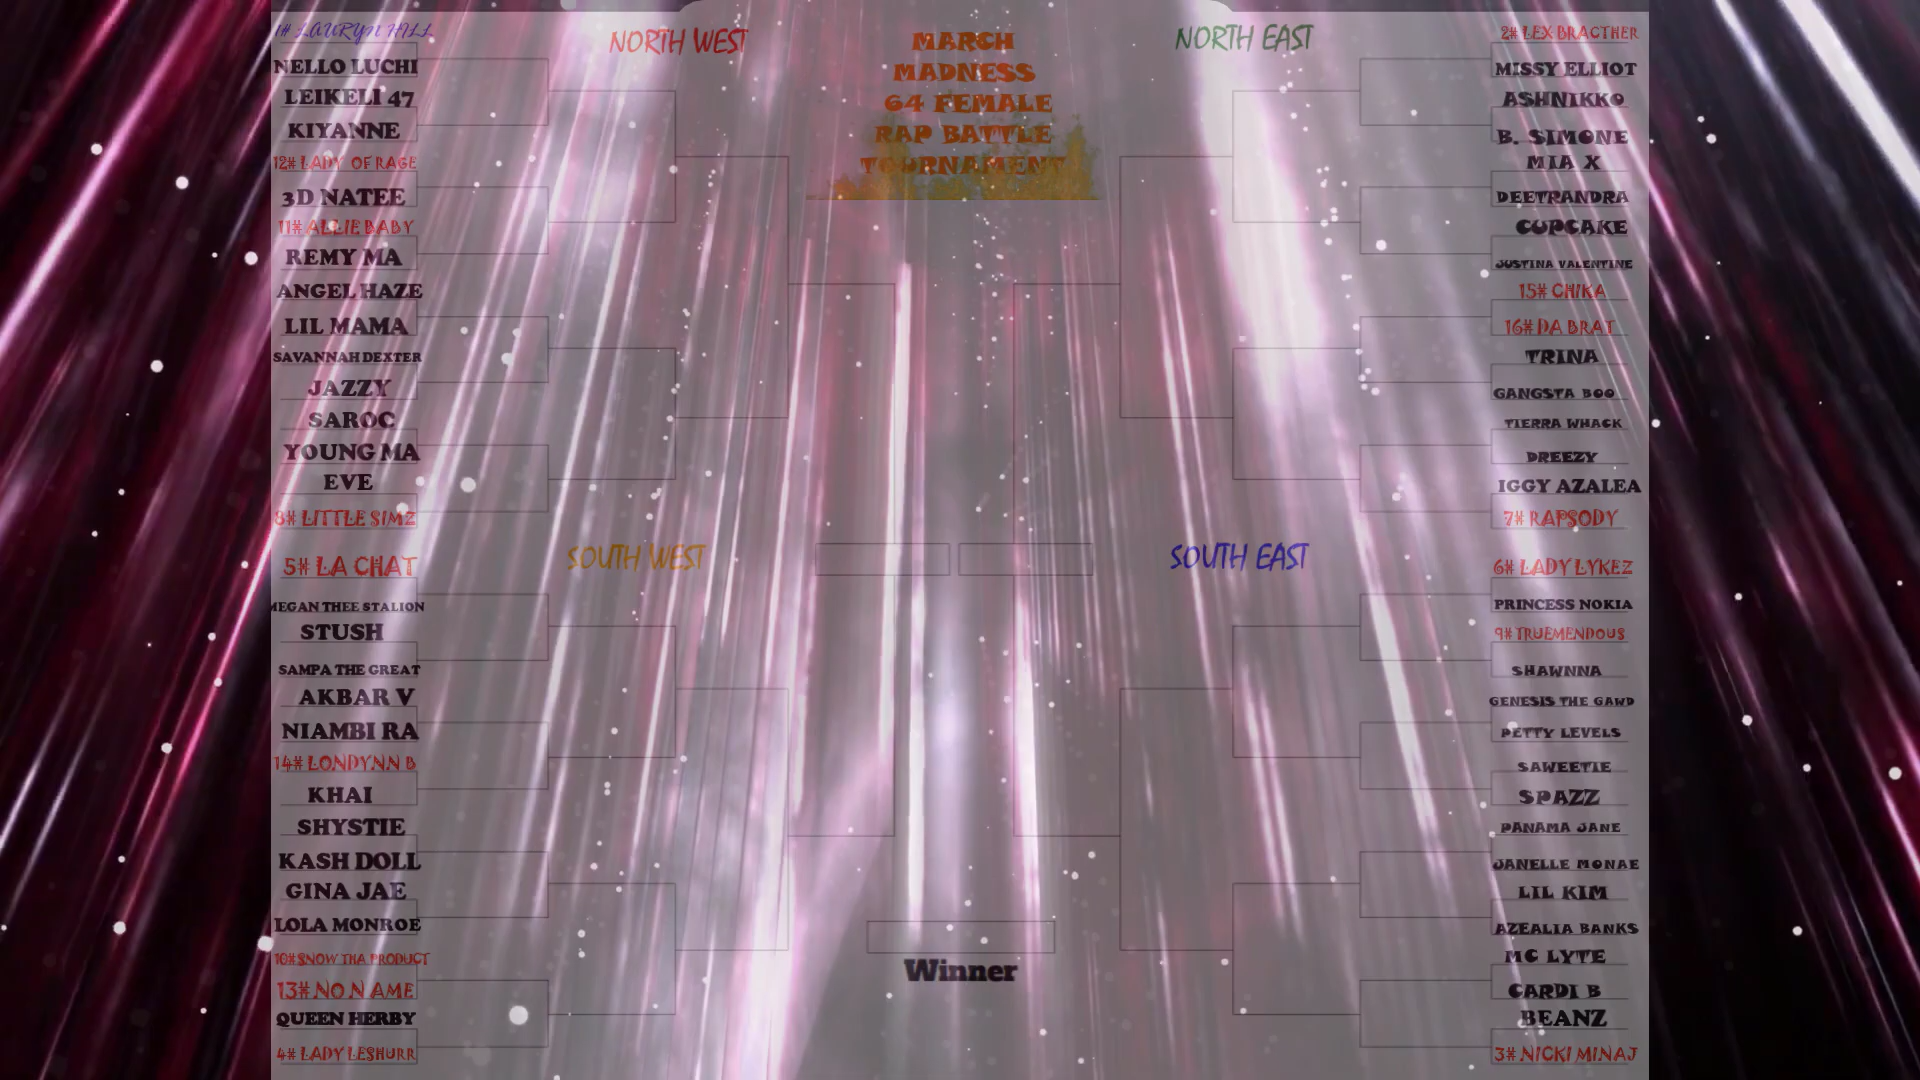 1# LAURYN HILL
NELLO LUCHI
LEIKELI 47
KIYANNE
12# LADY OF RAGE
3D NATEE
11# ALLIE BABY
REMY MA
ANGEL HAZE
LIL MAMA
SAVANNAH DEXTER
JAZZY
SAROC
YOUNG MA
EVE
8# LITTLE SIMZ
NORTH WEST
MARCH
MADNESS
64 FEMALE
RAP BATTLE
TOURNAMENT
NORTH EAST
2# LEX BRACTHER
MISSY ELLIOT
ASHNIKKO
B. SIMONE
MIA X
DEETRANDRA
CUPCAKE
JUSTINA VALENTINE
15# CHIKA
16# DA BRAT
TRINA
GANGSTA BOO
TIERRA WHACK
DREEZY
IGGY AZALEA
7# RAPSODY
5# LA CHAT
MEGAN THEE STALION
STUSH
SAMPA THE GREAT
AKBAR V
NIAMBI RA
14# LONDYNN B
KHAI
SHYSTIE
KASH DOLL
GINA JAE
LOLA MONROE
10# SNOW THA PRODUCT
13# NO N AME
QUEEN HERBY
4# LADY LESHURR
SOUTH WEST
SOUTH EAST
6# LADY LYKEZ
PRINCESS NOKIA
9# TRUEMENDOUS
SHAWNNA
GENESIS THE GAWD
PETTY LEVELS
SAWEETIE
SPAZZ
PANAMA JANE
JANELLE MONAE
LIL KIM
AZEALIA BANKS
MC LYTE
CARDI B
BEANZ
3# NICKI MINAJ
Winner